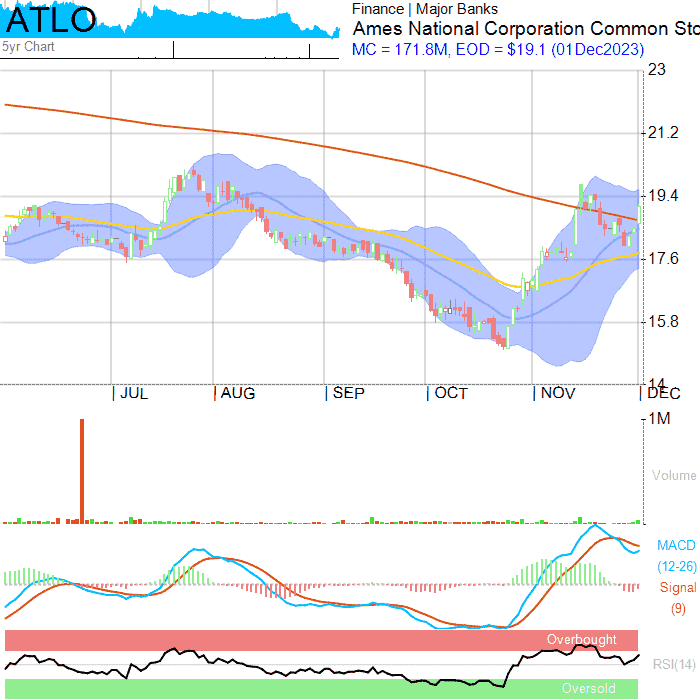 ATLO
5yr Chart
Finance | Major Banks
Ames National Corporation Common Sto
MC = 171.8M, EOD = $19.1 (01Dec2023)
23
21.2
19.4
17.6
15.8
14
JUL AUG SEP OCT NOV DEC
1M
Volume
MACD
(12-26)
Signal
(9)
Overbought
RSI(14)
Oversold